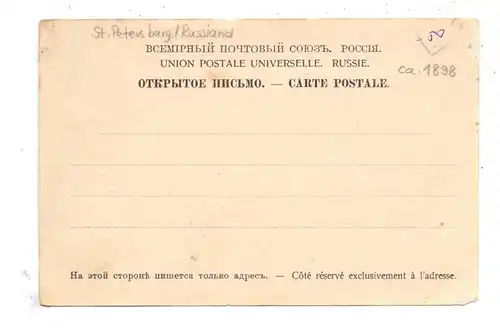 St. Petersburg/Russland
ВСЕМІРНЫЙ ПОЧТОВЫЙ СОЮЗЪ. РОССІЯ.
UNION POSTALE UNIVERSELLE. RUSSIE.
ca. 1898
ОТКРЫТОЕ ПИСЬМО. — CARTE POSTALE.
На этой сторонѣ пишется только адресъ. — Côté réservé exclusivement à l'adresse.